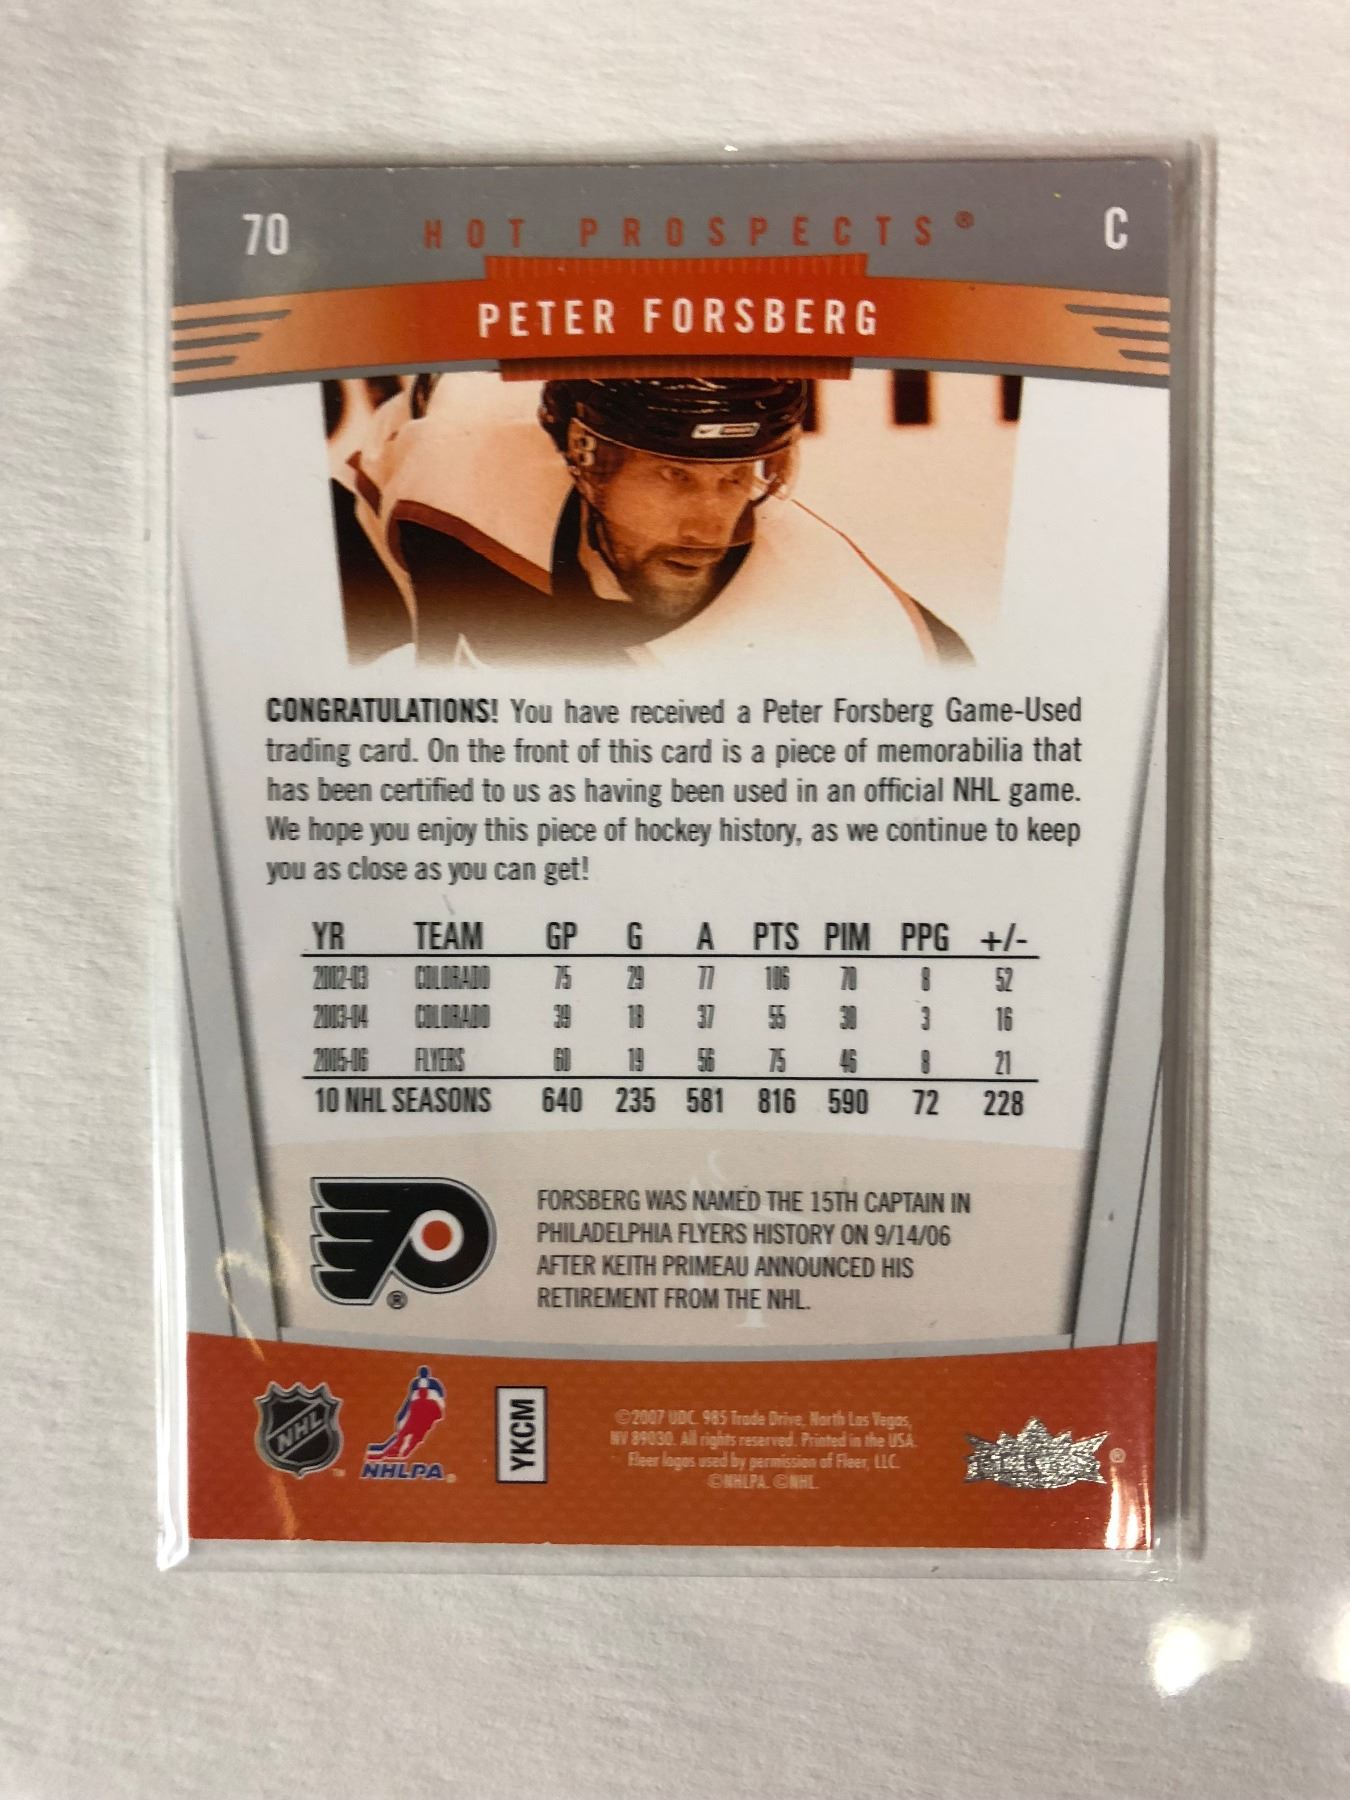 70 HOT PROSPECTS® C
PETER FORSBERG
CONGRATULATIONS! You have received a Peter Forsberg Game-Used
trading card. On the front of this card is a piece of memorabilia that
has been certified to us as having been used in an official NHL game.
We hope you enjoy this piece of hockey history, as we continue to keep
you as close as you can get!
YR TEAM GP G A PTS PIM PPG +/-
2002-03 COLORADO 75 29 77 106 70 8 52
2003-04 COLORADO 39 18 37 55 30 3 16
2005-06 FLYERS 60 19 56 75 46 8 21
10 NHL SEASONS 640 235 581 816 590 72 228
FORSBERG WAS NAMED THE 15TH CAPTAIN IN
PHILADELPHIA FLYERS HISTORY ON 9/14/06
AFTER KEITH PRIMEAU ANNOUNCED HIS
RETIREMENT FROM THE NHL.
®
NHL ™
NHLPA®
YKCM
©2007 UDC. 985 Trade Drive, North Las Vegas,
NV 89030. All rights reserved. Printed in the USA.
Fleer logos used by permission of Fleer, LLC.
©NHLPA. ©NHL.
®